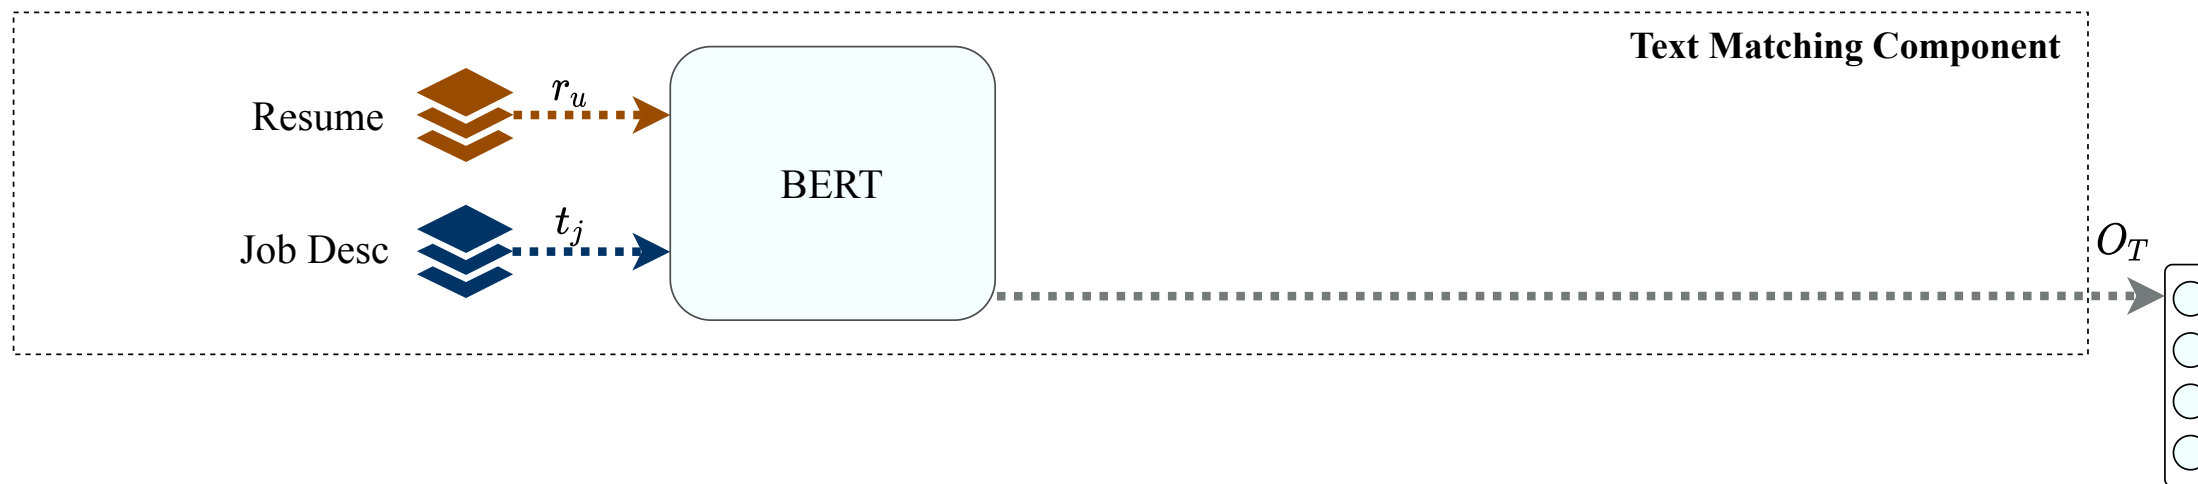 Text Matching Component
Resume
r_u
BERT
Job Desc
t_j
O_T